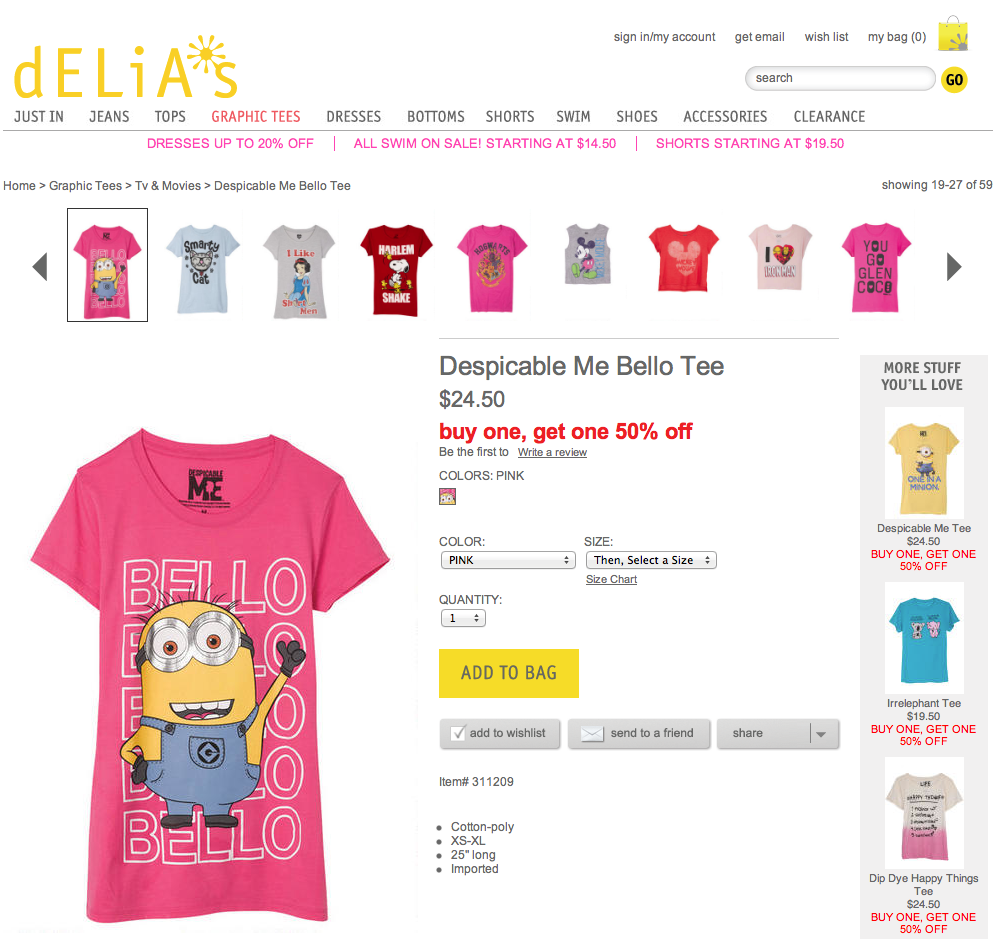 dELiA*s
sign in/my account get email wish list my bag (0)
search GO
JUST IN JEANS TOPS GRAPHIC TEES DRESSES BOTTOMS SHORTS SWIM SHOES ACCESSORIES CLEARANCE
DRESSES UP TO 20% OFF | ALL SWIM ON SALE! STARTING AT $14.50 | SHORTS STARTING AT $19.50
Home > Graphic Tees > Tv & Movies > Despicable Me Bello Tee
showing 19-27 of 59
BELLO
BELLO
Smarty
Cat
I Like
Men
HARLEM
SHAKE
HOGWARTS
I
IRON MAN
YOU
GO
GLEN
COCO
Despicable Me Bello Tee
$24.50
buy one, get one 50% off
Be the first to Write a review
COLORS: PINK
COLOR: SIZE:
PINK Then, Select a Size
Size Chart
QUANTITY:
1
ADD TO BAG
add to wishlist send to a friend share
Item# 311209
Cotton-poly
XS-XL
25" long
Imported
DESPICABLE
ME
BELLO
BELLO
BELLO
BELLO
BELLO
BELLO
MORE STUFF
YOU'LL LOVE
ONE IN A
MINION.
Despicable Me Tee
$24.50
BUY ONE, GET ONE
50% OFF
Irrelephant Tee
$19.50
BUY ONE, GET ONE
50% OFF
LIFE
HAPPY THINGS
Dip Dye Happy Things
Tee
$24.50
BUY ONE, GET ONE
50% OFF